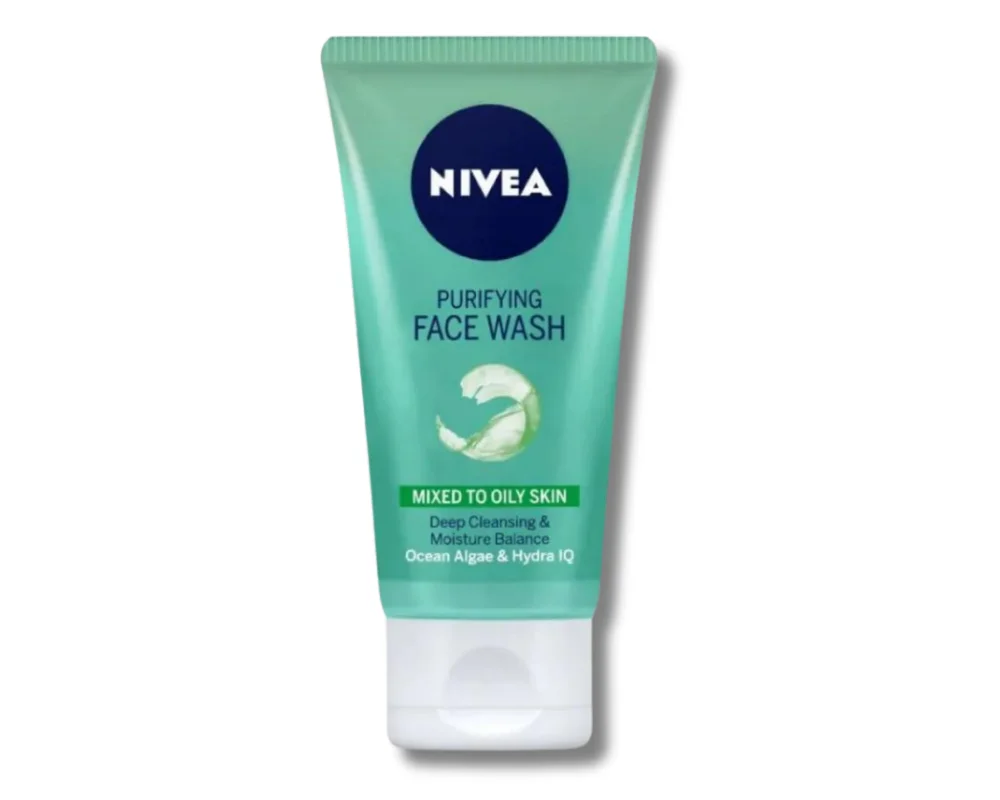 NIVEA
PURIFYING
FACE WASH
MIXED TO OILY SKIN
Deep Cleansing &
Moisture Balance
Ocean Algae & Hydra IQ